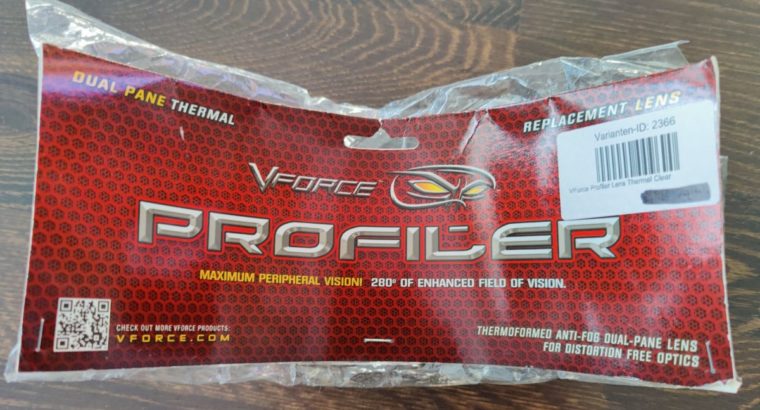 DUAL PANE THERMAL
REPLACEMENT LENS
Varianten-ID: 2366
VForce Profiler Lens Thermal Clear
VFORCE
PROFILER
MAXIMUM PERIPHERAL VISION! 280° OF ENHANCED FIELD OF VISION.
CHECK OUT MORE VFORCE PRODUCTS:
VFORCE.COM
THERMOFORMED ANTI-FOG DUAL-PANE LENS
FOR DISTORTION FREE OPTICS